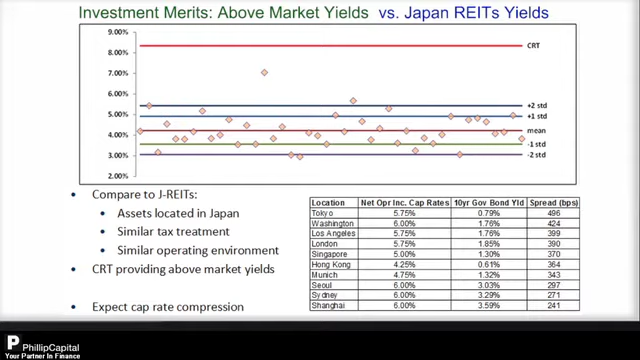 Investment Merits: Above Market Yields vs. Japan REITs Yields
9.00%
CRT
8.00%
7.00%
6.00%
+2 std
5.00%
+1 std
mean
4.00%
-1 std
3.00%
-2 std
2.00%
• Compare to J-REITs:
• Assets located in Japan
• Similar tax treatment
• Similar operating environment
• CRT providing above market yields
• Expect cap rate compression
Location Net Opr Inc. Cap Rates 10yr Gov Bond Yld Spread (bps)
Tokyo 5.75% 0.79% 496
Washington 6.00% 1.76% 424
Los Angeles 5.75% 1.76% 399
London 5.75% 1.85% 390
Singapore 5.00% 1.30% 370
Hong Kong 4.25% 0.61% 364
Munich 4.75% 1.32% 343
Seoul 6.00% 3.03% 297
Sydney 6.00% 3.29% 271
Shanghai 6.00% 3.59% 241
P PhillipCapital
Your Partner In Finance